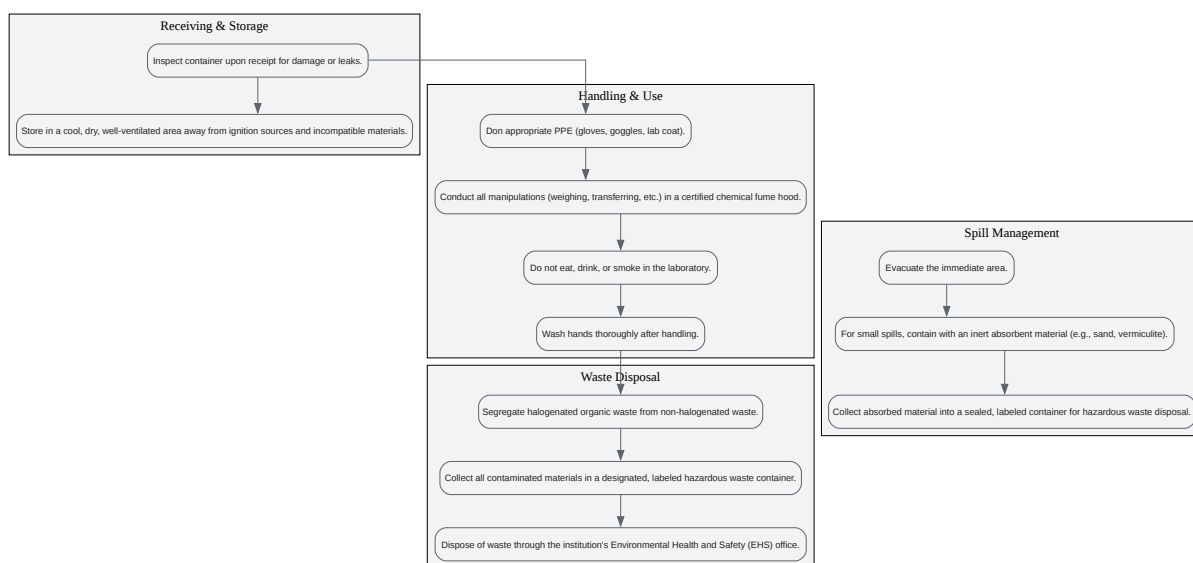 Receiving & Storage
Inspect container upon receipt for damage or leaks.
Store in a cool, dry, well-ventilated area away from ignition sources and incompatible materials.
Handling & Use
Don appropriate PPE (gloves, goggles, lab coat).
Conduct all manipulations (weighing, transferring, etc.) in a certified chemical fume hood.
Do not eat, drink, or smoke in the laboratory.
Wash hands thoroughly after handling.
Waste Disposal
Segregate halogenated organic waste from non-halogenated waste.
Collect all contaminated materials in a designated, labeled hazardous waste container.
Dispose of waste through the institution's Environmental Health and Safety (EHS) office.
Spill Management
Evacuate the immediate area.
For small spills, contain with an inert absorbent material (e.g., sand, vermiculite).
Collect absorbed material into a sealed, labeled container for hazardous waste disposal.